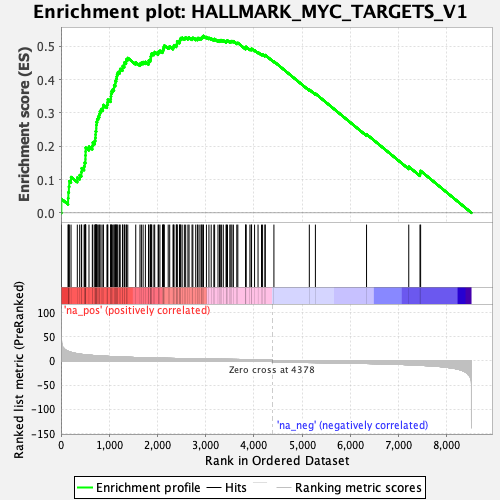 Enrichment plot: HALLMARK_MYC_TARGETS_V1
Enrichment score (ES)
0.5
0.4
0.3
0.2
0.1
0.0
'na_pos' (positively correlated)
Ranked list metric (PreRanked)
100
50
0
-50
-100
-150
Zero cross at 4378
'na_neg' (negatively correlated)
0 1,000 2,000 3,000 4,000 5,000 6,000 7,000 8,000
Rank in Ordered Dataset
Enrichment profile Hits Ranking metric scores